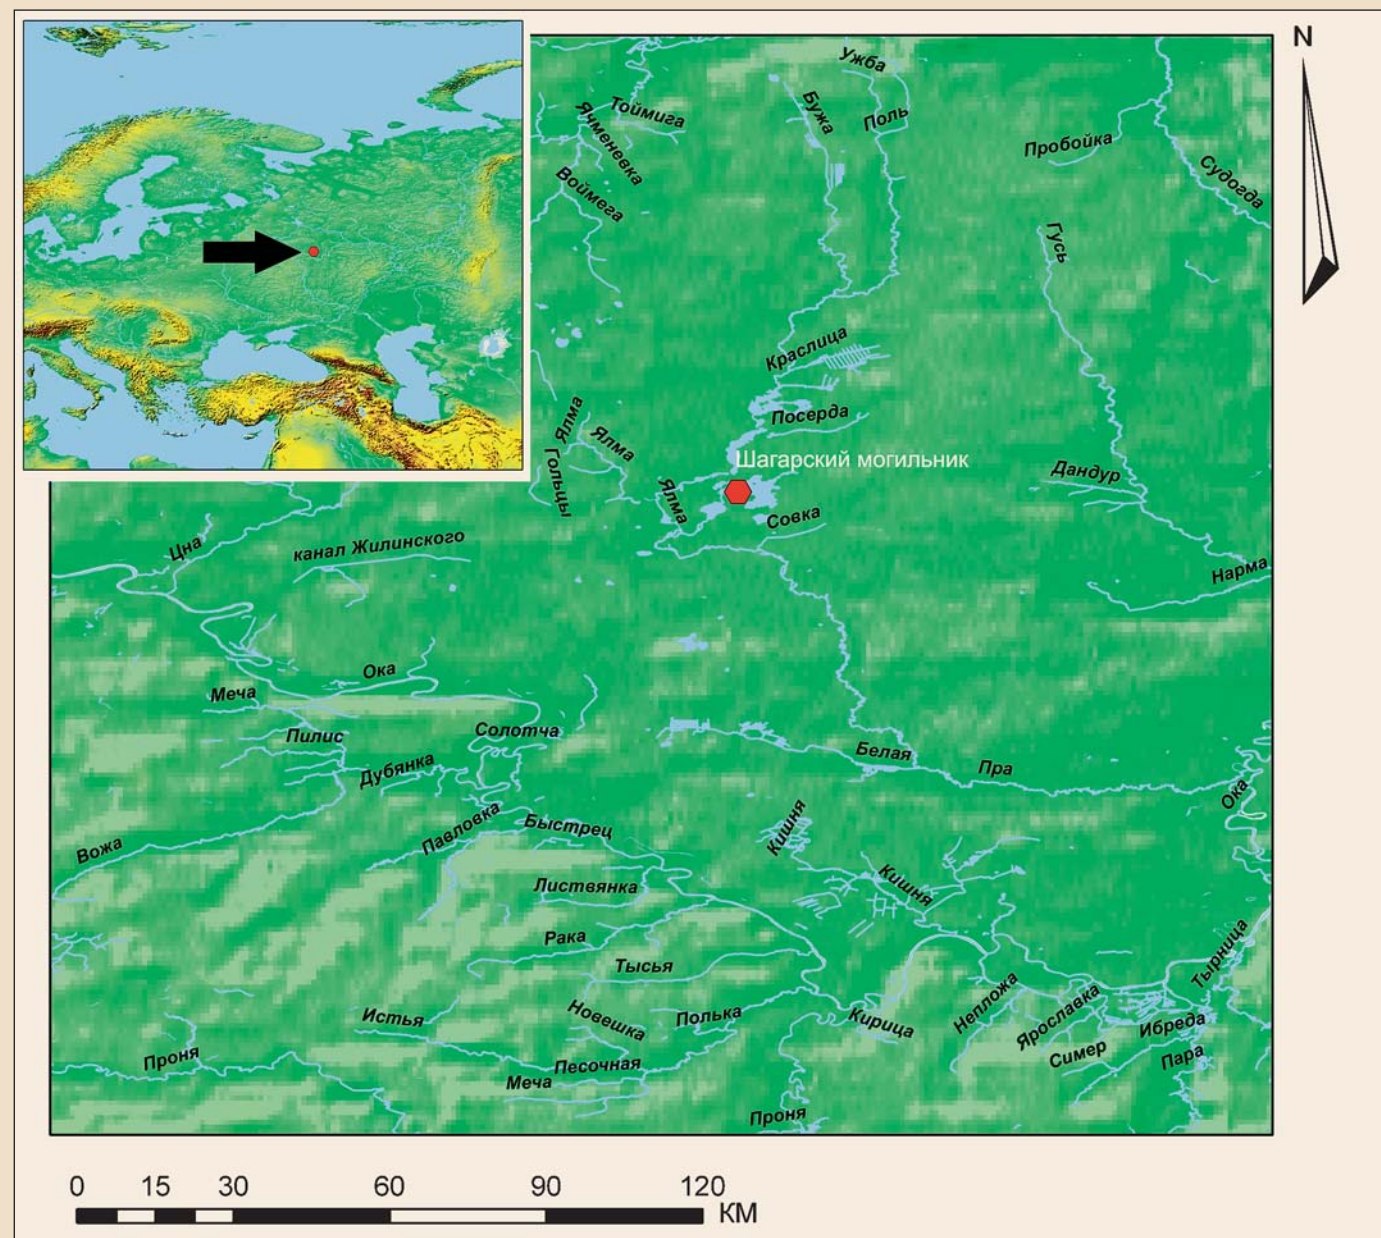 N
Ужба
Бужа
Поль
Тоймига
Ячменевка
Воймега
Пробойка
Судогда
Гусь
Краслица
Посерда
Ялма
Ялма
Гольцы
Шагарский могильник
Ялма
Совка
Дандур
Нарма
Цна
канал Жилинского
Ока
Меча
Пилис
Солотча
Дубянка
Белая
Пра
Ока
Павловка
Быстрец
Кишня
Вожа
Листвянка
Кишня
Рака
Тысья
Тырница
Истья
Новешка
Полька
Кирица
Непложа
Ярославка
Ибреда
Симер
Пара
Проня
Песочная
Меча
Проня
0 15 30 60 90 120
КМ